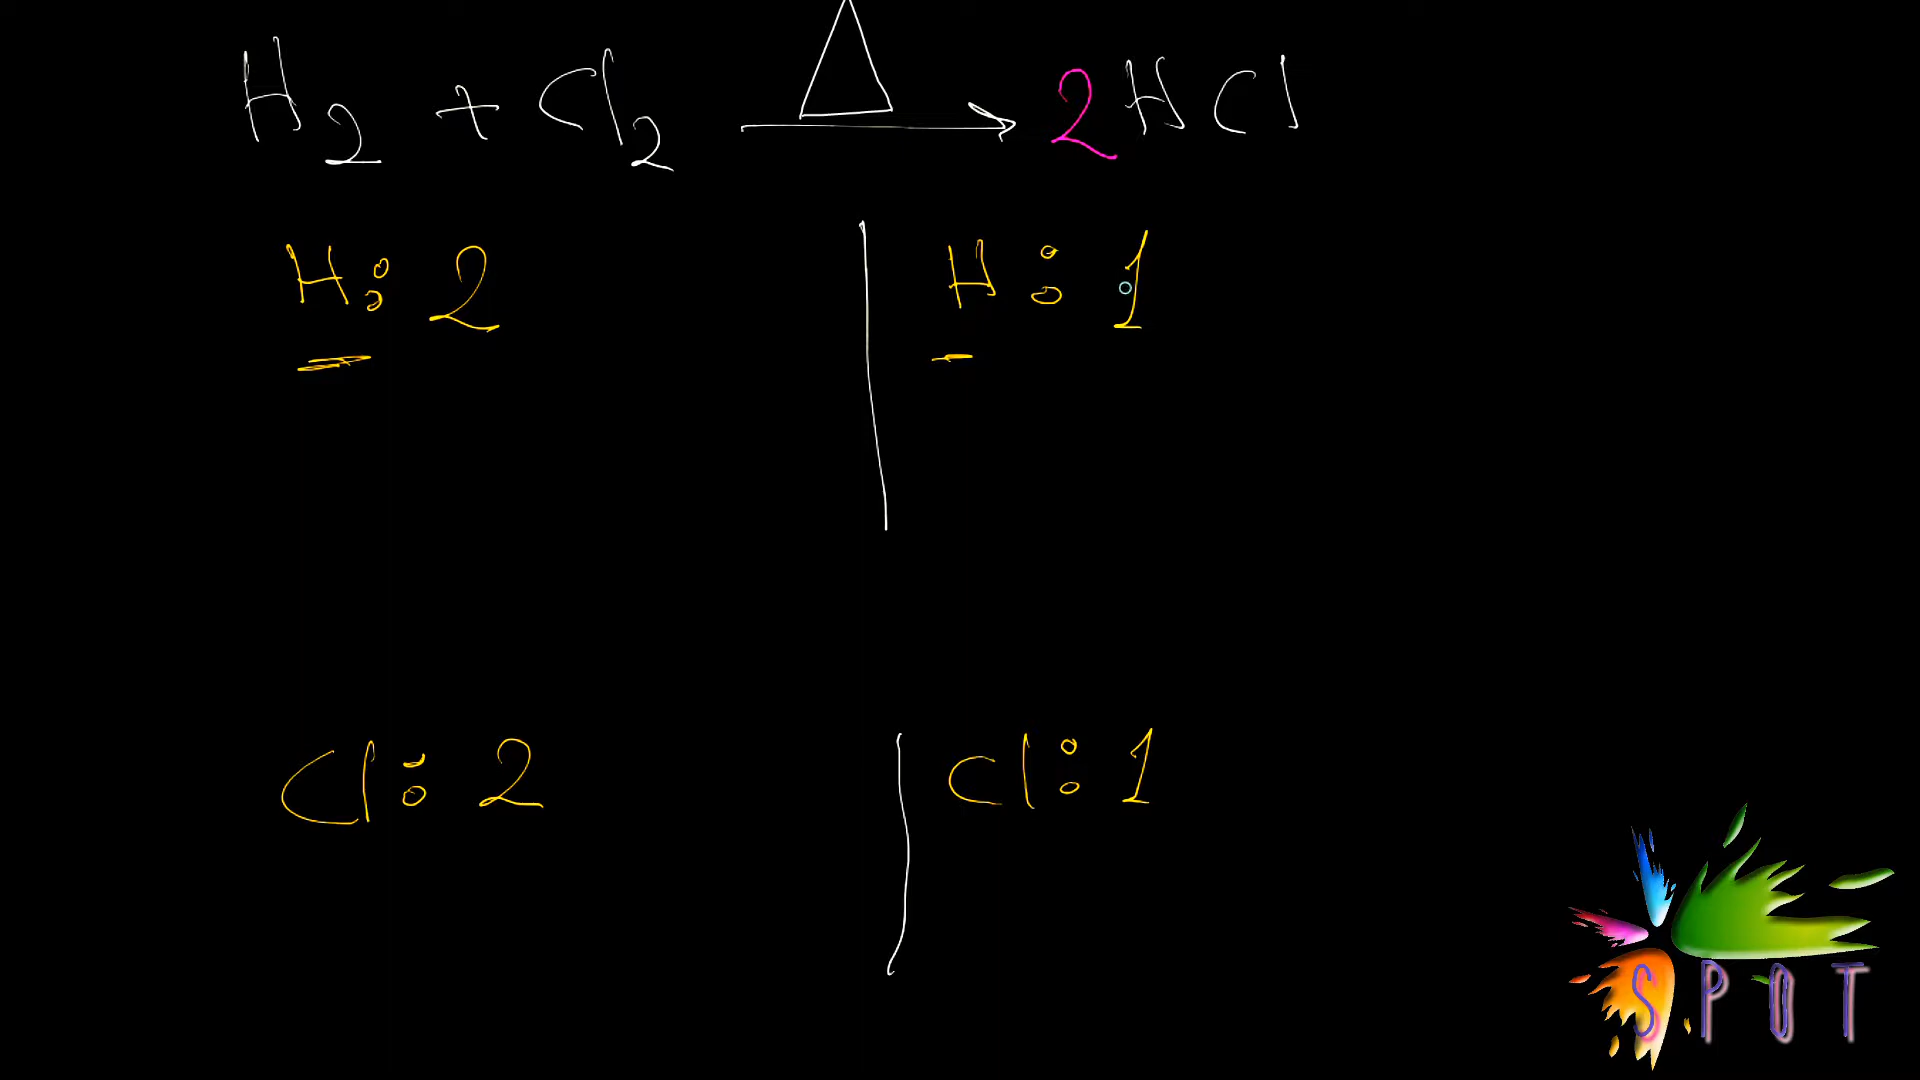 H₂ + Cl₂ △→ 2HCl
H: 2 H: 1
Cl: 2 Cl: 1
SPOT